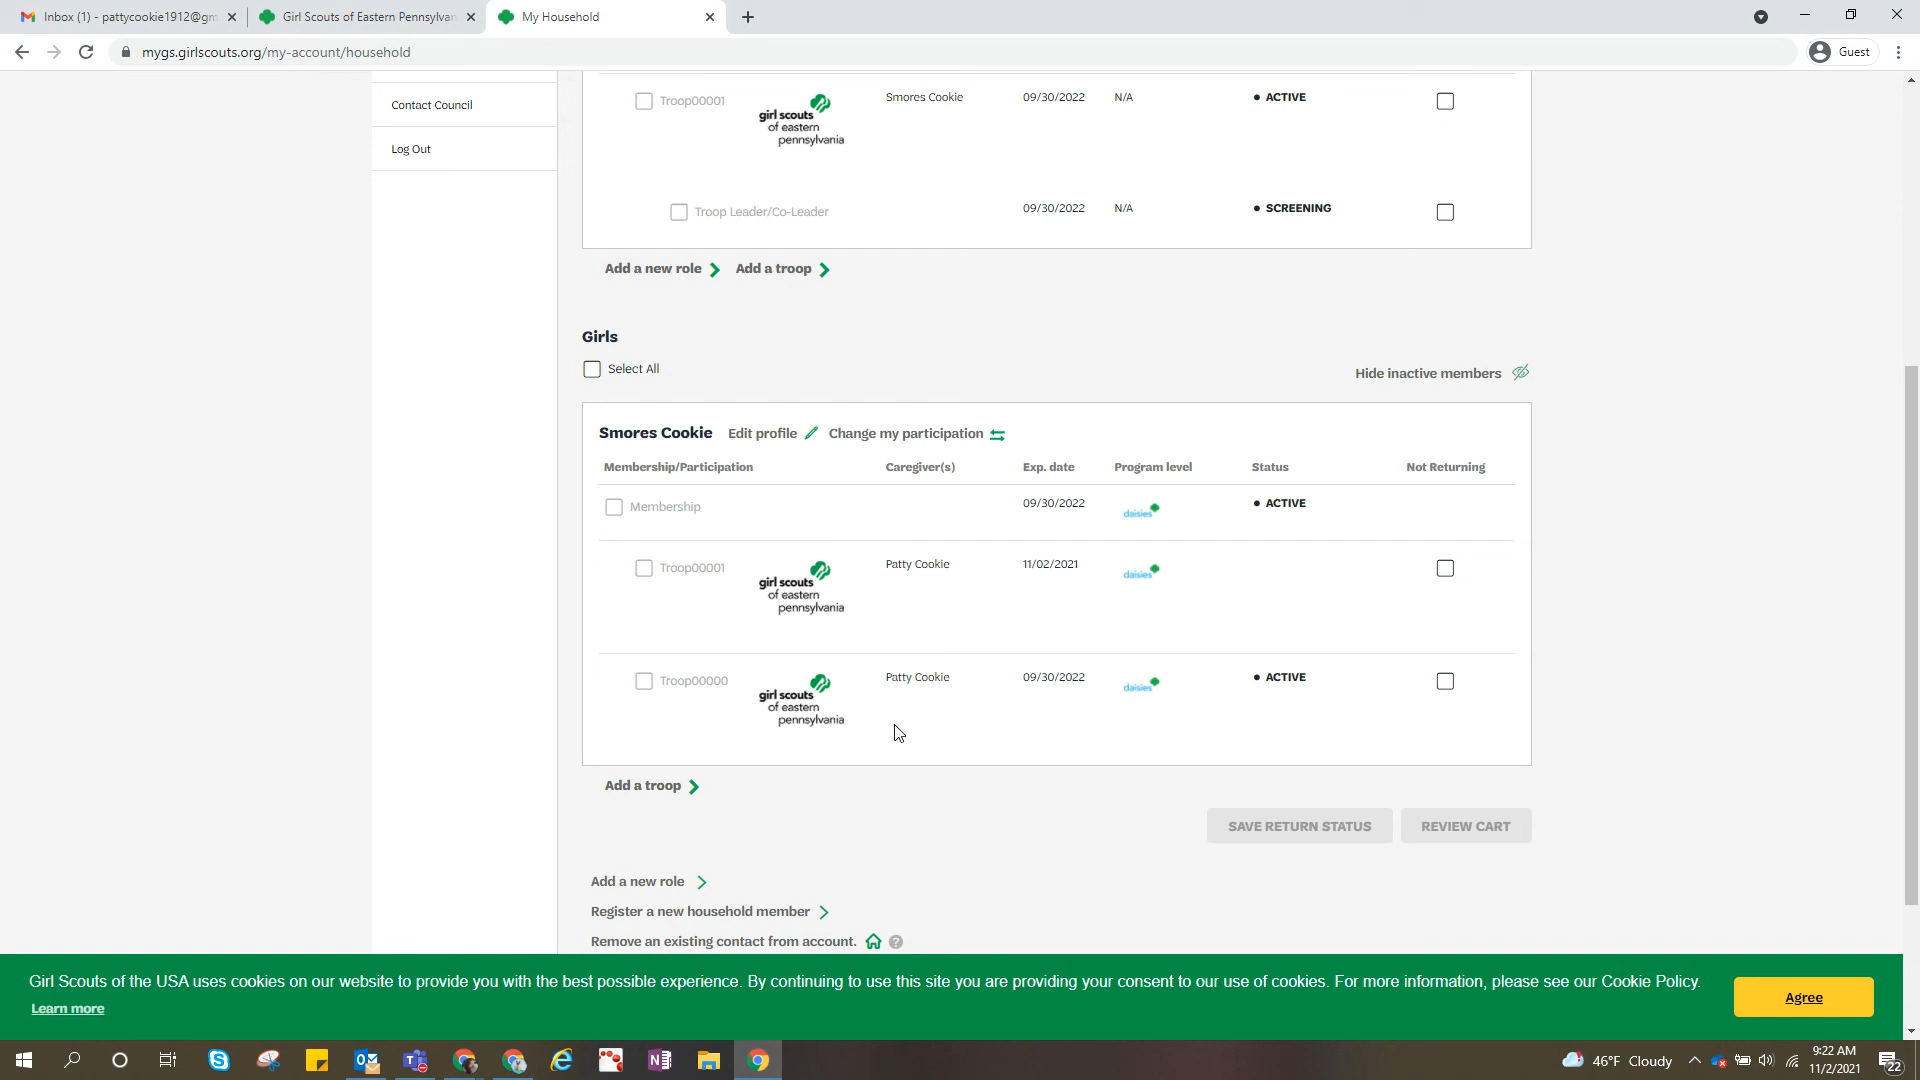 Inbox (1) - pattycookie1912@gm
Girl Scouts of Eastern Pennsylvan
My Household
mygs.girlscouts.org/my-account/household
Guest
Contact Council
Log Out
Troop00001
girl scouts
of eastern
pennsylvania
Smores Cookie
09/30/2022
N/A
• ACTIVE
Troop Leader/Co-Leader
09/30/2022
N/A
• SCREENING
Add a new role
Add a troop
Girls
Select All
Hide inactive members
Smores Cookie
Edit profile
Change my participation
Membership/Participation
Caregiver(s)
Exp. date
Program level
Status
Not Returning
Membership
09/30/2022
daisies
• ACTIVE
Troop00001
girl scouts
of eastern
pennsylvania
Patty Cookie
11/02/2021
daisies
Troop00000
girl scouts
of eastern
pennsylvania
Patty Cookie
09/30/2022
daisies
• ACTIVE
Add a troop
SAVE RETURN STATUS
REVIEW CART
Add a new role
Register a new household member
Remove an existing contact from account.
?
Girl Scouts of the USA uses cookies on our website to provide you with the best possible experience. By continuing to use this site you are providing your consent to our use of cookies. For more information, please see our Cookie Policy.
Learn more
Agree
46°F Cloudy
9:22 AM
11/2/2021
22